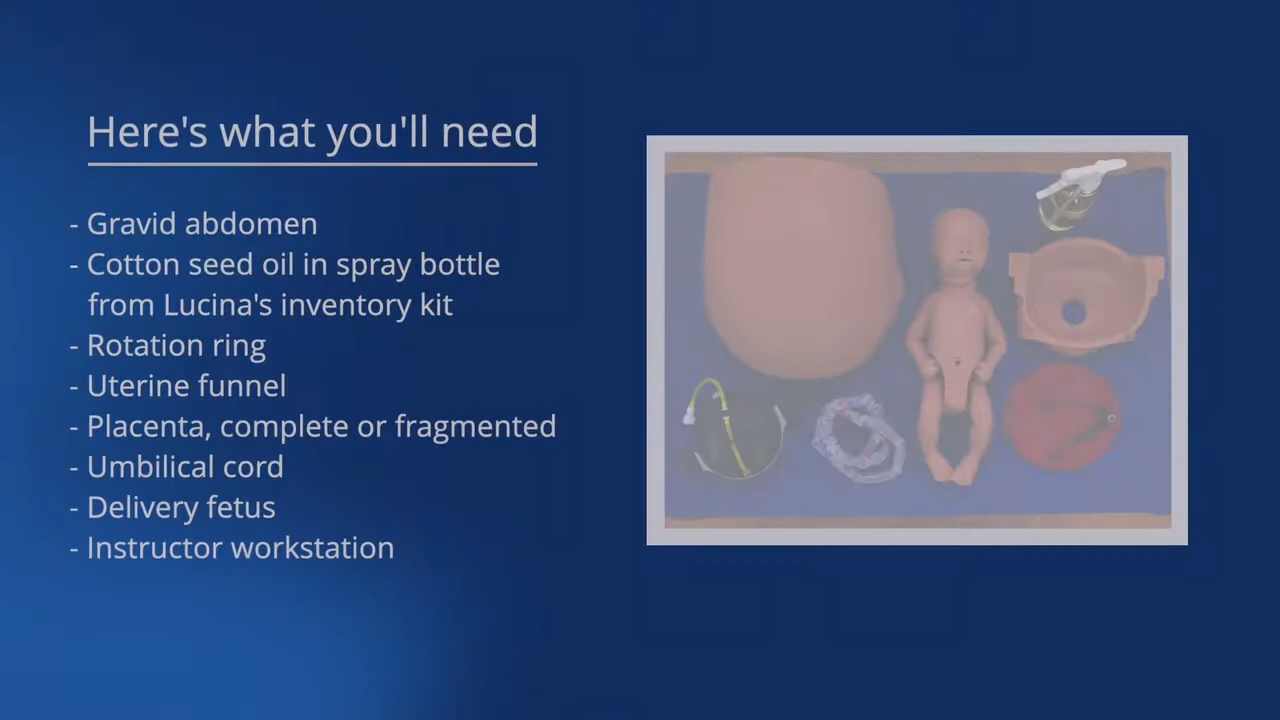 Here's what you'll need
- Gravid abdomen
- Cotton seed oil in spray bottle
from Lucina's inventory kit
- Rotation ring
- Uterine funnel
- Placenta, complete or fragmented
- Umbilical cord
- Delivery fetus
- Instructor workstation